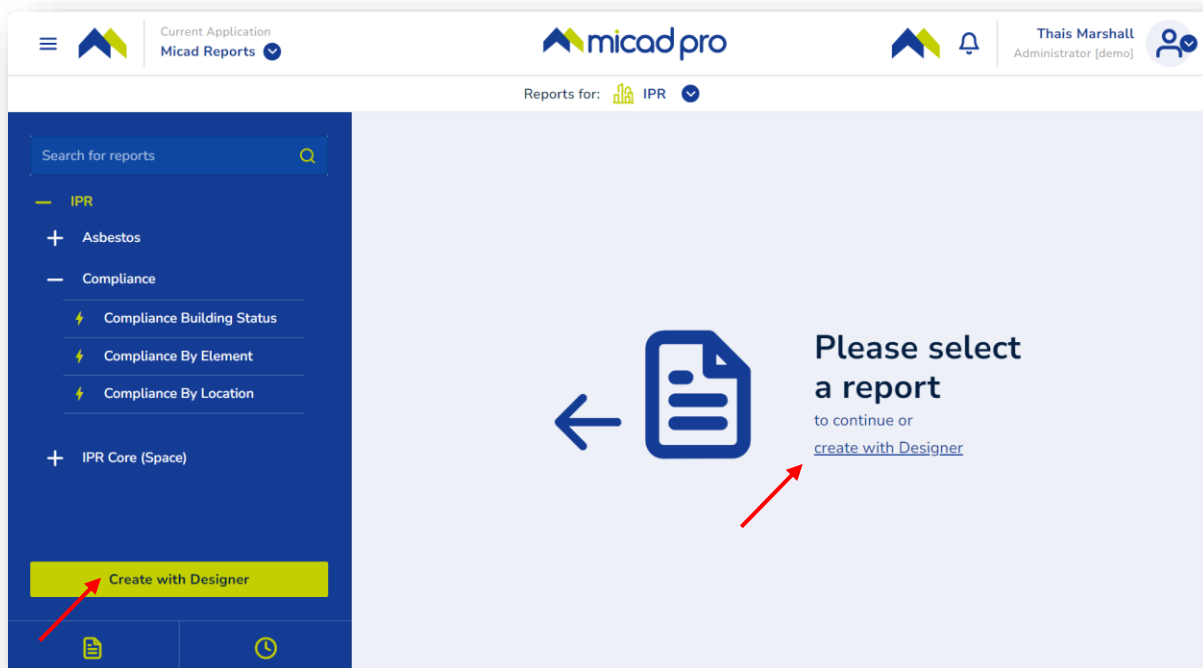 Current Application
Micad Reports
micad pro
Thais Marshall
Administrator [demo]
Reports for: IPR
Search for reports
IPR
Asbestos
Compliance
Compliance Building Status
Compliance By Element
Compliance By Location
IPR Core (Space)
Create with Designer
Please select
a report
to continue or
create with Designer